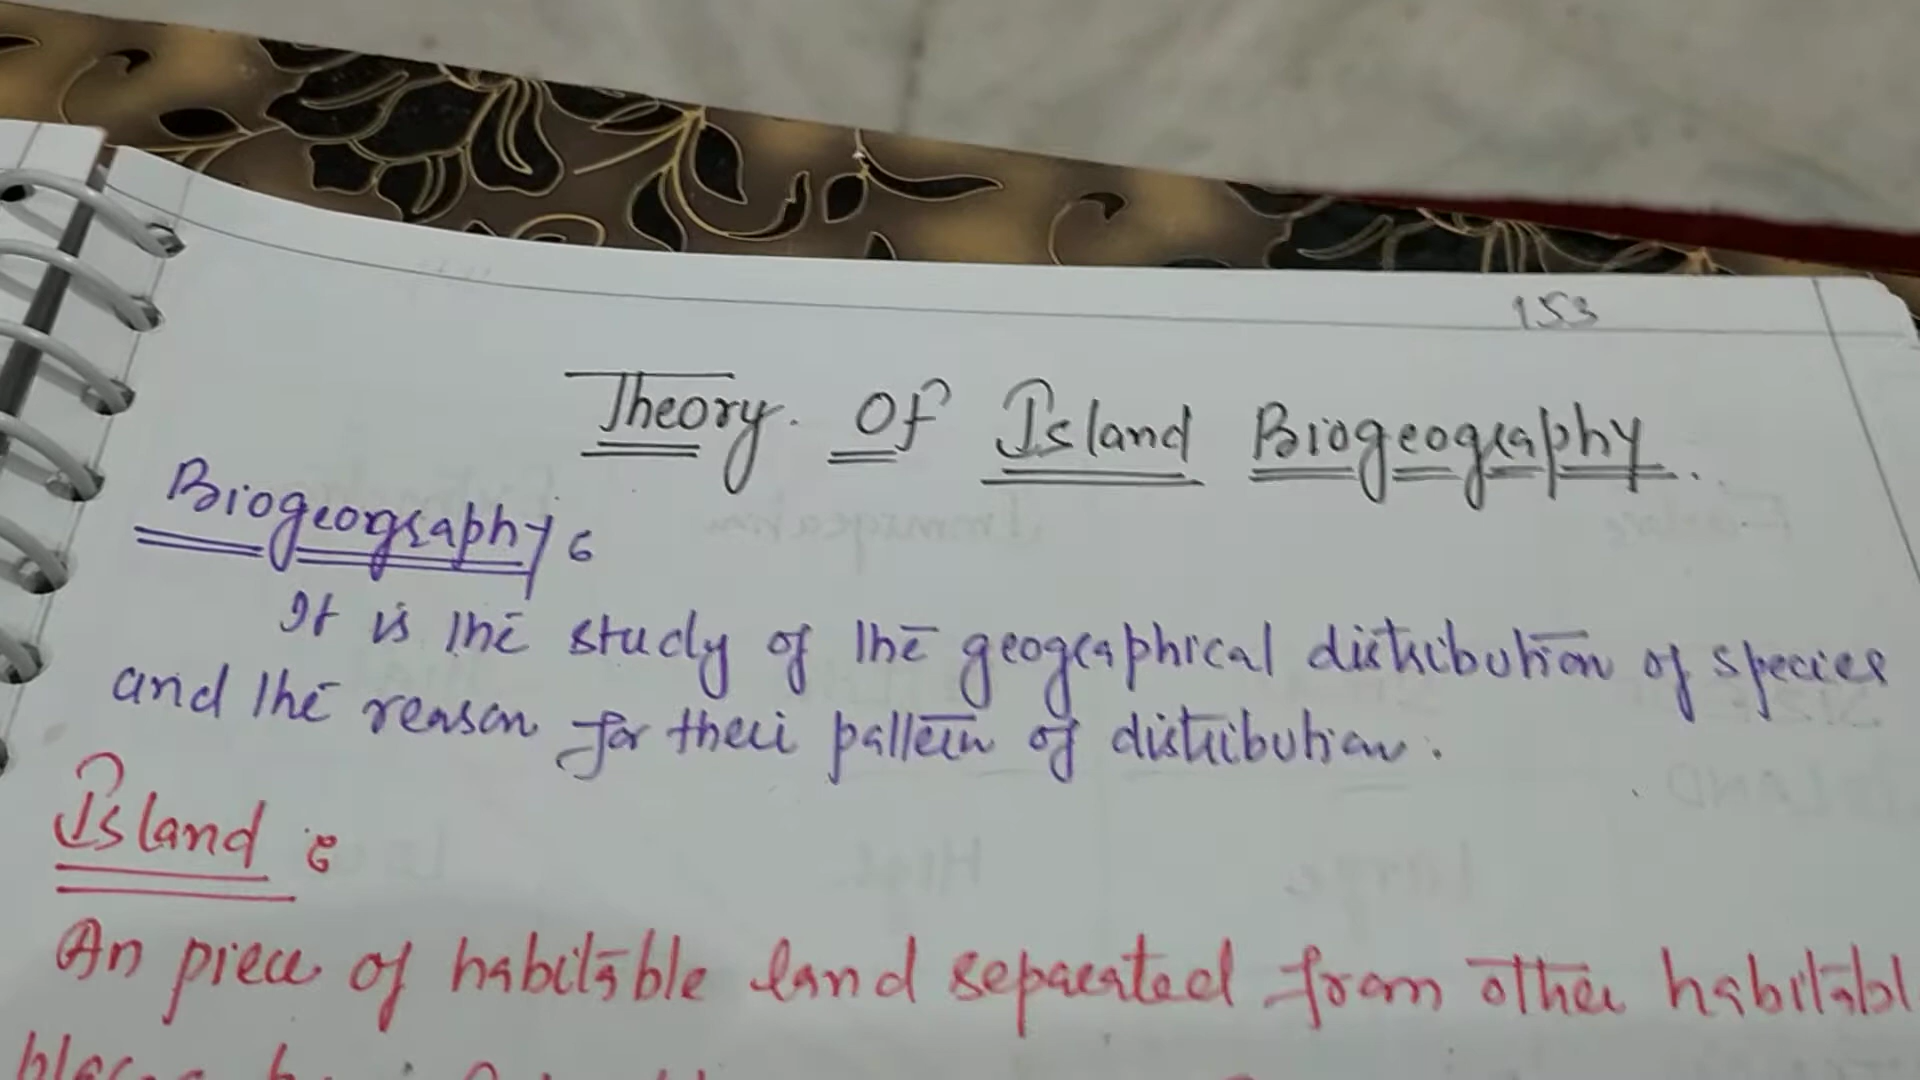 153
Theory. Of Island Biogeography.
Biogeography :
It is the study of the geographical distribution of species
and the reason for their pattern of distribution.
Island :
An piece of habitable land separated from other habitabl